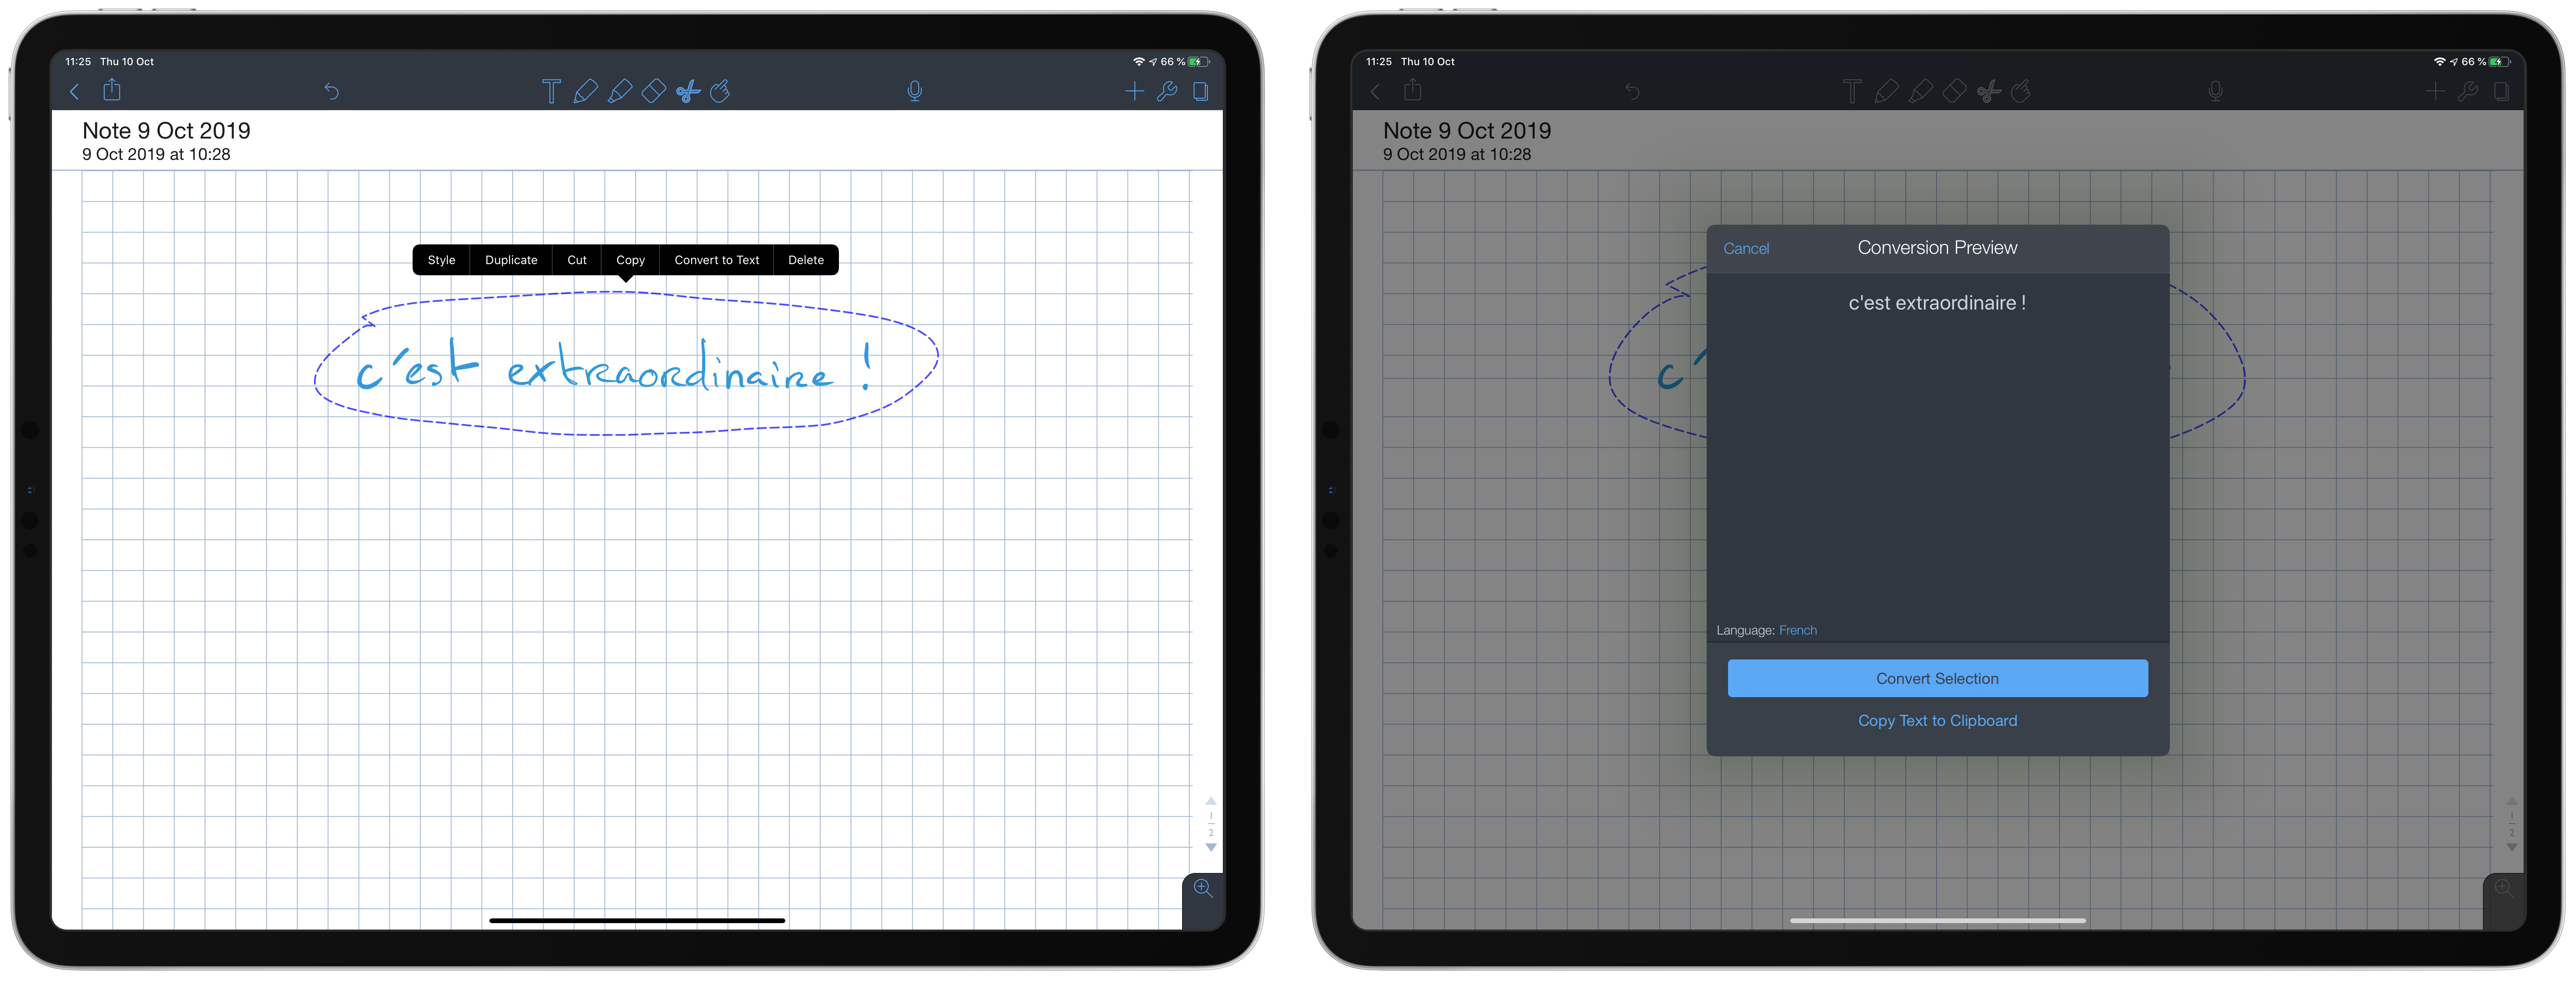 11:25 Thu 10 Oct
66 %
Note 9 Oct 2019
9 Oct 2019 at 10:28
Style Duplicate Cut Copy Convert to Text Delete
c'est extraordinaire !
1
2
11:25 Thu 10 Oct
66 %
Note 9 Oct 2019
9 Oct 2019 at 10:28
Cancel Conversion Preview
c'est extraordinaire !
c'
Language: French
Convert Selection
Copy Text to Clipboard
1
2